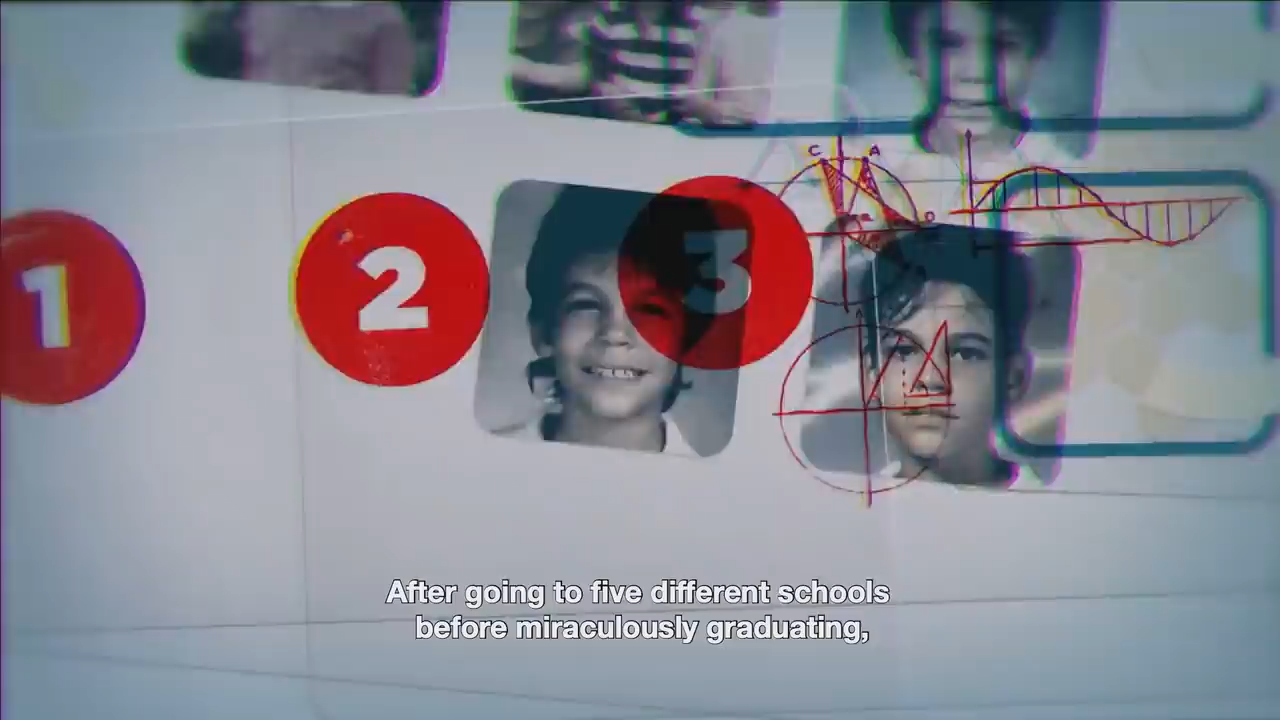 1
2
3
C A
D
After going to five different schools
before miraculously graduating,